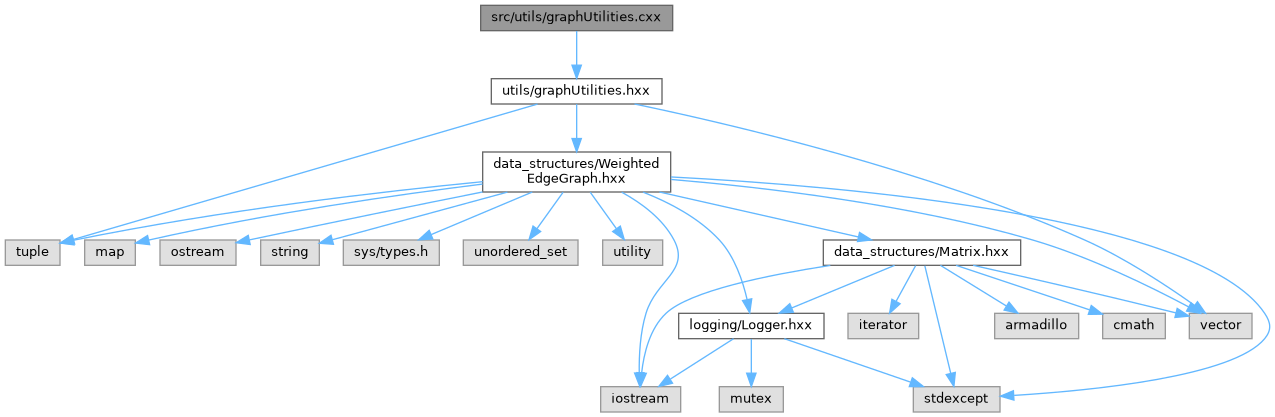 src/utils/graphUtilities.cxx
utils/graphUtilities.hxx
data_structures/Weighted
EdgeGraph.hxx
tuple
map
ostream
string
sys/types.h
unordered_set
utility
data_structures/Matrix.hxx
logging/Logger.hxx
iterator
armadillo
cmath
vector
iostream
mutex
stdexcept